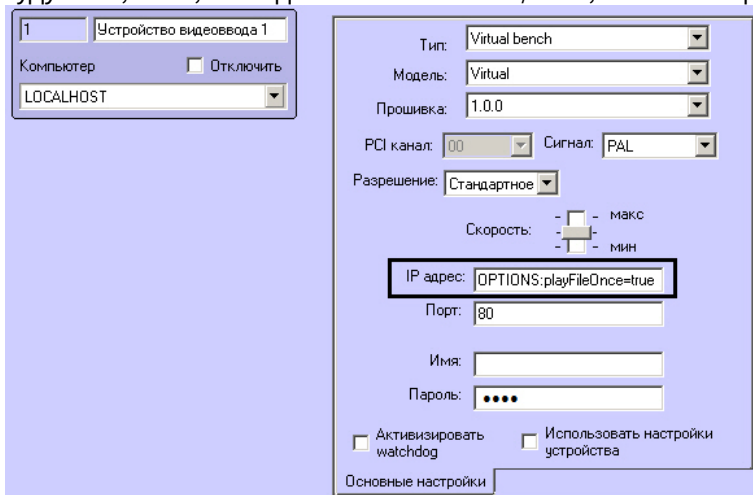 1 Устройство видеоввода 1
Компьютер Отключить
LOCALHOST
Тип: Virtual bench
Модель: Virtual
Прошивка: 1.0.0
PCI канал: 00 Сигнал: PAL
Разрешение: Стандартное
Скорость: макс
мин
IP адрес: OPTIONS:playFileOnce=true
Порт: 80
Имя:
Пароль: ••••
Активизировать watchdog
Использовать настройки устройства
Основные настройки